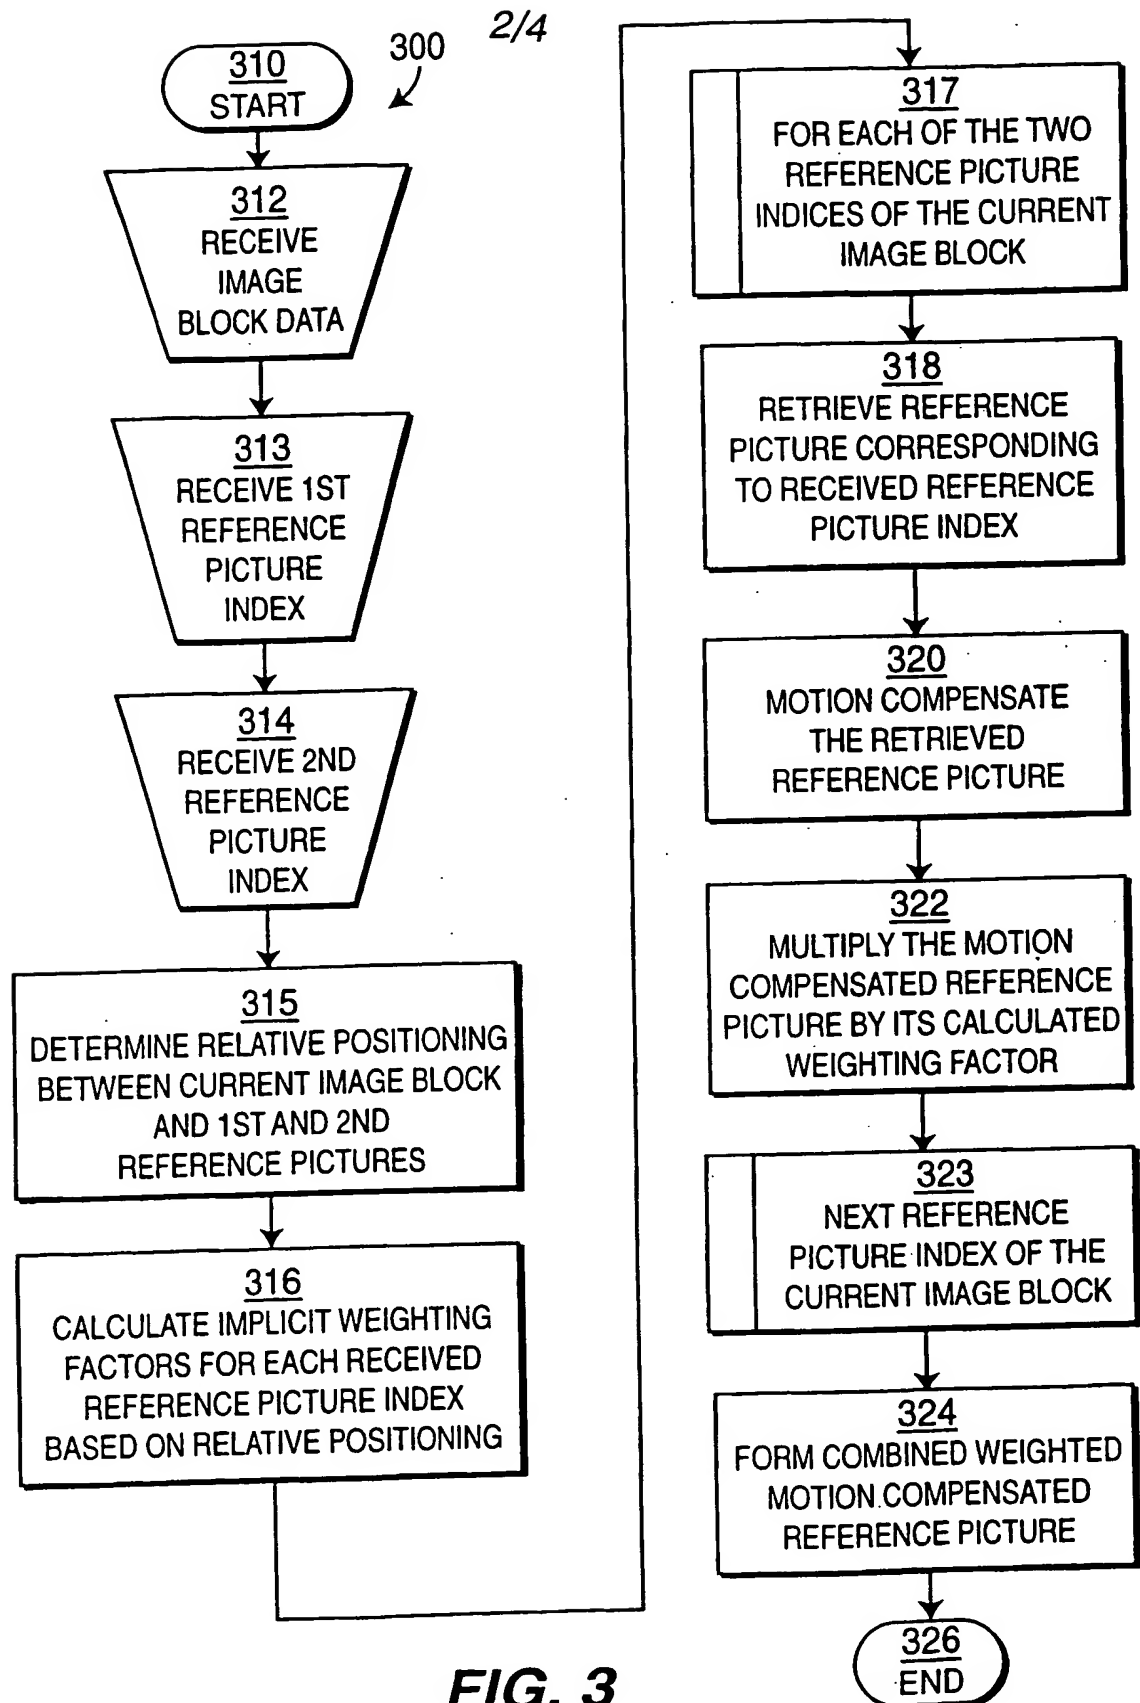 2/4
300
310
START
312
RECEIVE
IMAGE
BLOCK DATA
313
RECEIVE 1ST
REFERENCE
PICTURE
INDEX
314
RECEIVE 2ND
REFERENCE
PICTURE
INDEX
315
DETERMINE RELATIVE POSITIONING
BETWEEN CURRENT IMAGE BLOCK
AND 1ST AND 2ND
REFERENCE PICTURES
316
CALCULATE IMPLICIT WEIGHTING
FACTORS FOR EACH RECEIVED
REFERENCE PICTURE INDEX
BASED ON RELATIVE POSITIONING
317
FOR EACH OF THE TWO
REFERENCE PICTURE
INDICES OF THE CURRENT
IMAGE BLOCK
318
RETRIEVE REFERENCE
PICTURE CORRESPONDING
TO RECEIVED REFERENCE
PICTURE INDEX
320
MOTION COMPENSATE
THE RETRIEVED
REFERENCE PICTURE
322
MULTIPLY THE MOTION
COMPENSATED REFERENCE
PICTURE BY ITS CALCULATED
WEIGHTING FACTOR
323
NEXT REFERENCE
PICTURE INDEX OF THE
CURRENT IMAGE BLOCK
324
FORM COMBINED WEIGHTED
MOTION COMPENSATED
REFERENCE PICTURE
326
END
FIG. 3